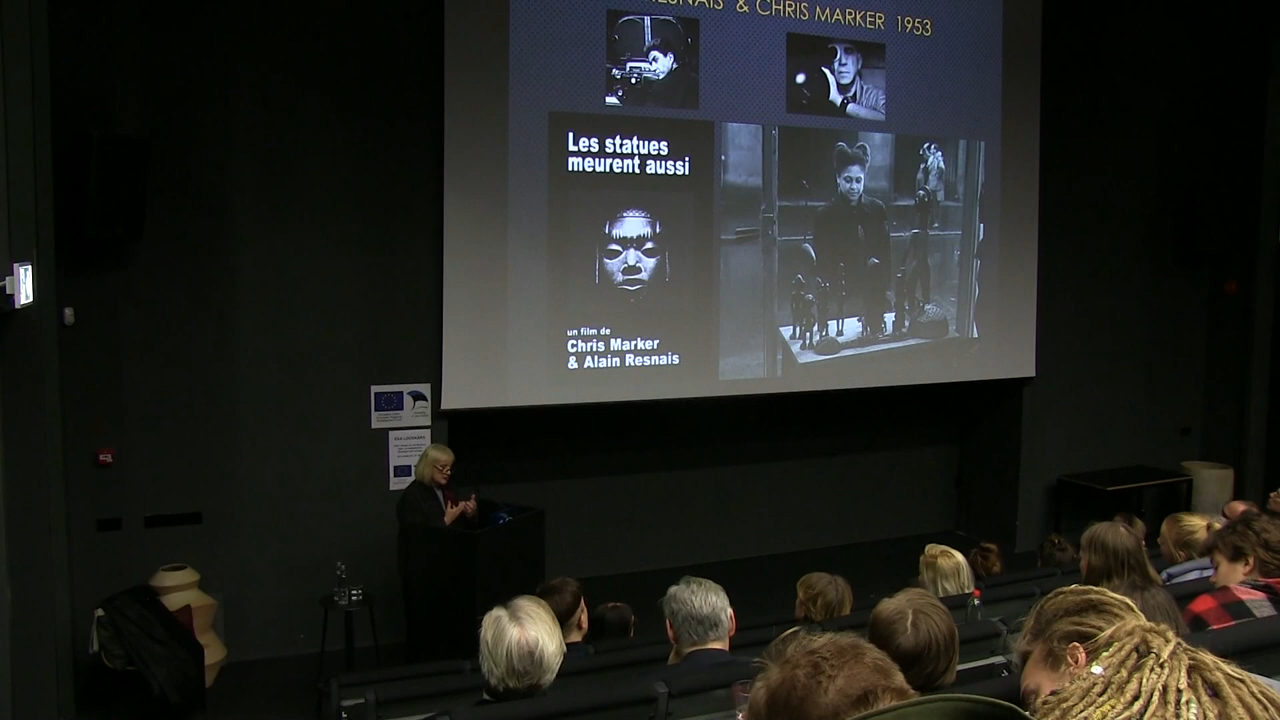 & CHRIS MARKER 1953
Les statues
meurent aussi
un film de
Chris Marker
& Alain Resnais